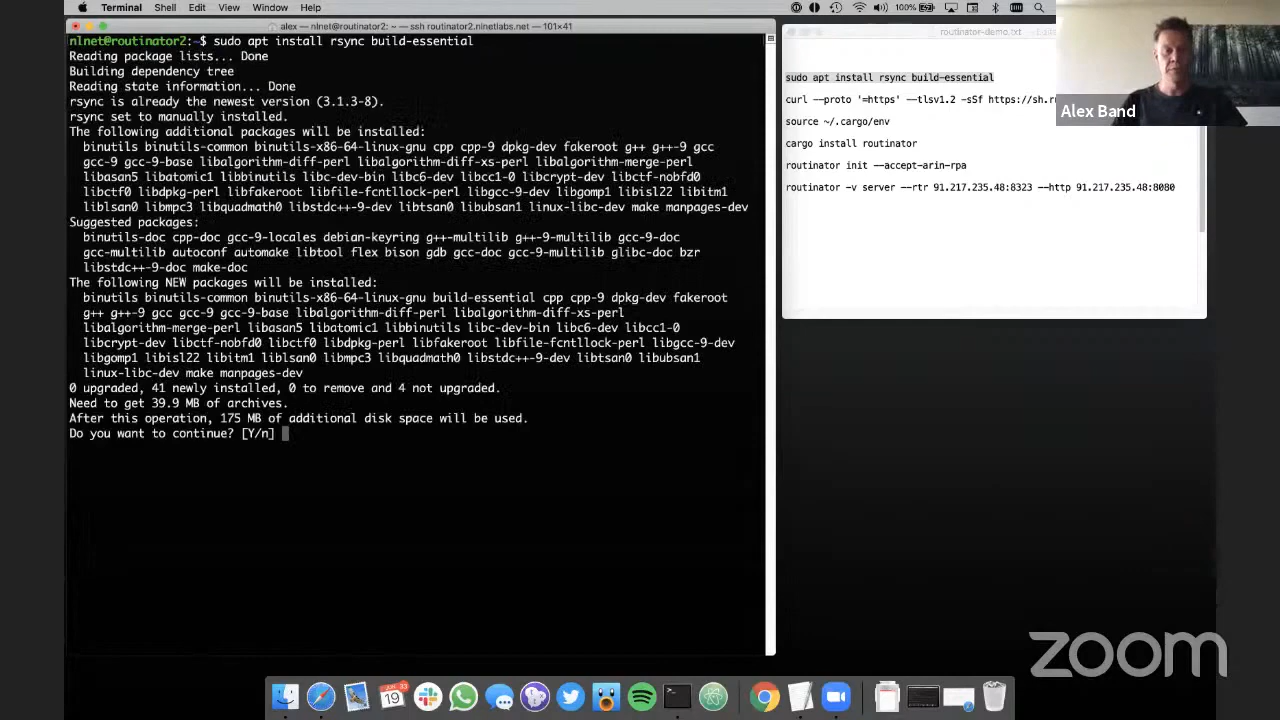 Terminal Shell Edit View Window Help
100%
alex — nlnet@routinator2: ~ — ssh routinator2.nlnetlabs.net — 101×41
nlnet@routinator2:~$ sudo apt install rsync build-essential
Reading package lists... Done
Building dependency tree
Reading state information... Done
rsync is already the newest version (3.1.3-8).
rsync set to manually installed.
The following additional packages will be installed:
binutils binutils-common binutils-x86-64-linux-gnu cpp cpp-9 dpkg-dev fakeroot g++ g++-9 gcc
gcc-9 gcc-9-base libalgorithm-diff-perl libalgorithm-diff-xs-perl libalgorithm-merge-perl
libasan5 libatomic1 libbinutils libc-dev-bin libc6-dev libcc1-0 libcrypt-dev libctf-nobfd0
libctf0 libdpkg-perl libfakeroot libfile-fcntllock-perl libgcc-9-dev libgomp1 libisl22 libitm1
liblsan0 libmpc3 libquadmath0 libstdc++-9-dev libtsan0 libubsan1 linux-libc-dev make manpages-dev
Suggested packages:
binutils-doc cpp-doc gcc-9-locales debian-keyring g++-multilib g++-9-multilib gcc-9-doc
gcc-multilib autoconf automake libtool flex bison gdb gcc-doc gcc-9-multilib glibc-doc bzr
libstdc++-9-doc make-doc
The following NEW packages will be installed:
binutils binutils-common binutils-x86-64-linux-gnu build-essential cpp cpp-9 dpkg-dev fakeroot
g++ g++-9 gcc gcc-9 gcc-9-base libalgorithm-diff-perl libalgorithm-diff-xs-perl
libalgorithm-merge-perl libasan5 libatomic1 libbinutils libc-dev-bin libc6-dev libcc1-0
libcrypt-dev libctf-nobfd0 libctf0 libdpkg-perl libfakeroot libfile-fcntllock-perl libgcc-9-dev
libgomp1 libisl22 libitm1 liblsan0 libmpc3 libquadmath0 libstdc++-9-dev libtsan0 libubsan1
linux-libc-dev make manpages-dev
0 upgraded, 41 newly installed, 0 to remove and 4 not upgraded.
Need to get 39.9 MB of archives.
After this operation, 175 MB of additional disk space will be used.
Do you want to continue? [Y/n]
routinator-demo.txt
sudo apt install rsync build-essential
curl --proto '=https' --tlsv1.2 -sSf https://sh.r
source ~/.cargo/env
cargo install routinator
routinator init --accept-arin-rpa
routinator -v server --rtr 91.217.235.48:8323 --http 91.217.235.48:8080
Alex Band
zoom
19